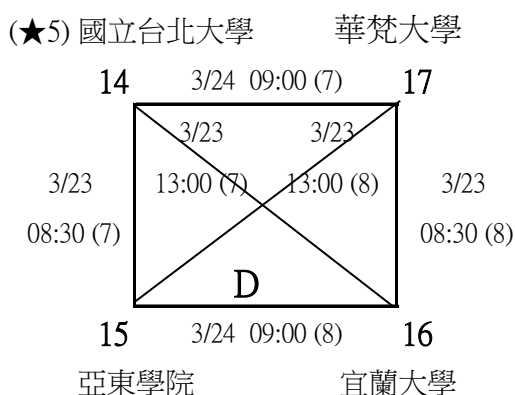 (★5) 國立台北大學 華梵大學
14 3/24 09:00 (7) 17
3/23 3/23
3/23 13:00 (7) 13:00 (8) 3/23
08:30 (7) 08:30 (8)
D
15 3/24 09:00 (8) 16
亞東學院 宜蘭大學